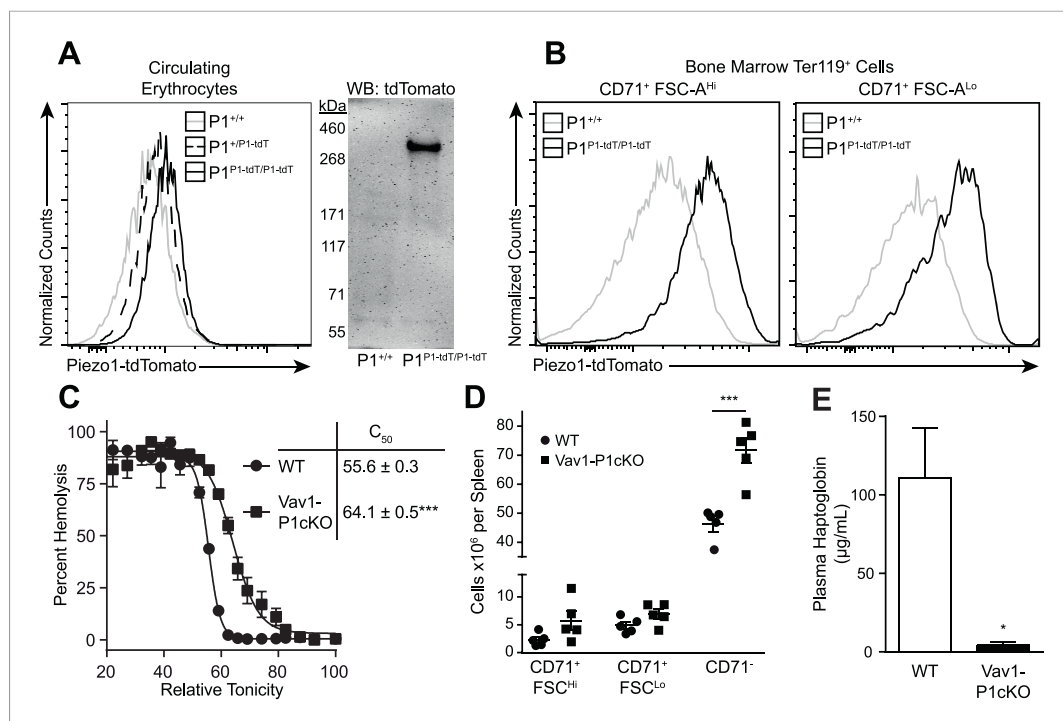 A
Circulating
Erythrocytes
P1+/+
P1+/P1-tdT
P1P1-tdT/P1-tdT
Normalized Counts
Piezo1-tdTomato
WB: tdTomato
kDa
460
268
171
117
71
55
P1+/+ P1P1-tdT/P1-tdT
B
Bone Marrow Ter119+ Cells
CD71+ FSC-AHi
CD71+ FSC-ALo
P1+/+
P1P1-tdT/P1-tdT
P1+/+
P1P1-tdT/P1-tdT
Normalized Counts
Piezo1-tdTomato
C
C50
WT 55.6 ± 0.3
Vav1-P1cKO 64.1 ± 0.5***
Percent Hemolysis
100
75
50
25
0
20 40 60 80 100
Relative Tonicity
D
WT
Vav1-P1cKO
***
Cells x10⁶ per Spleen
80
70
60
50
40
10
5
0
CD71+ FSCHi
CD71+ FSCLo
CD71-
E
Plasma Haptoglobin
(µg/mL)
150
100
50
0
*
WT
Vav1-
P1cKO